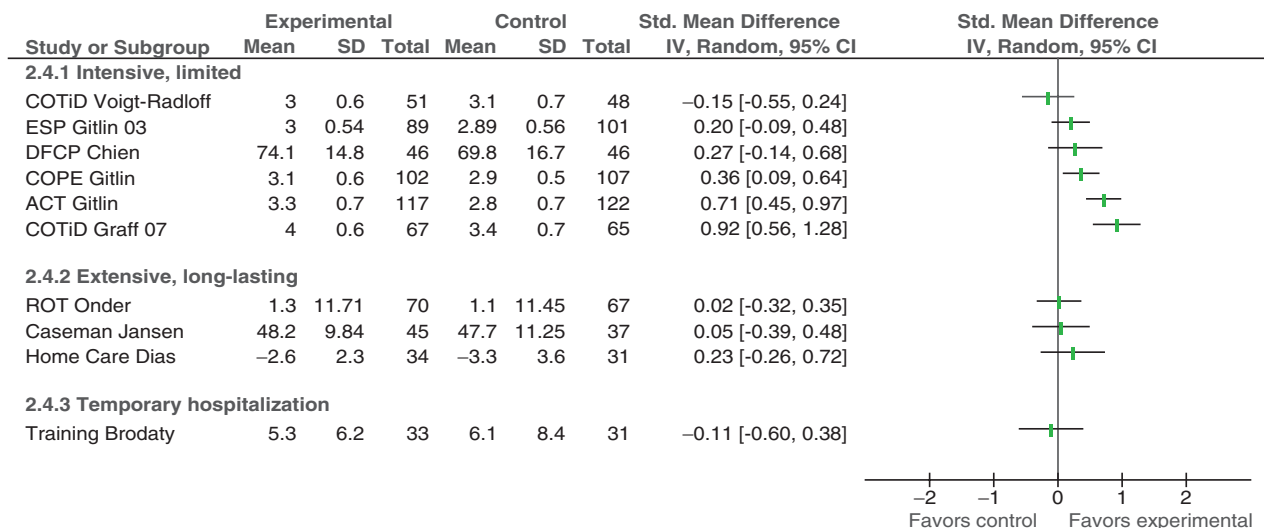 Experimental Control Std. Mean Difference Std. Mean Difference
Study or Subgroup Mean SD Total Mean SD Total IV, Random, 95% CI IV, Random, 95% CI
2.4.1 Intensive, limited
COTiD Voigt-Radloff 3 0.6 51 3.1 0.7 48 −0.15 [-0.55, 0.24]
ESP Gitlin 03 3 0.54 89 2.89 0.56 101 0.20 [-0.09, 0.48]
DFCP Chien 74.1 14.8 46 69.8 16.7 46 0.27 [-0.14, 0.68]
COPE Gitlin 3.1 0.6 102 2.9 0.5 107 0.36 [0.09, 0.64]
ACT Gitlin 3.3 0.7 117 2.8 0.7 122 0.71 [0.45, 0.97]
COTiD Graff 07 4 0.6 67 3.4 0.7 65 0.92 [0.56, 1.28]
2.4.2 Extensive, long-lasting
ROT Onder 1.3 11.71 70 1.1 11.45 67 0.02 [-0.32, 0.35]
Caseman Jansen 48.2 9.84 45 47.7 11.25 37 0.05 [-0.39, 0.48]
Home Care Dias −2.6 2.3 34 −3.3 3.6 31 0.23 [-0.26, 0.72]
2.4.3 Temporary hospitalization
Training Brodaty 5.3 6.2 33 6.1 8.4 31 −0.11 [-0.60, 0.38]
−2 −1 0 1 2
Favors control Favors experimental